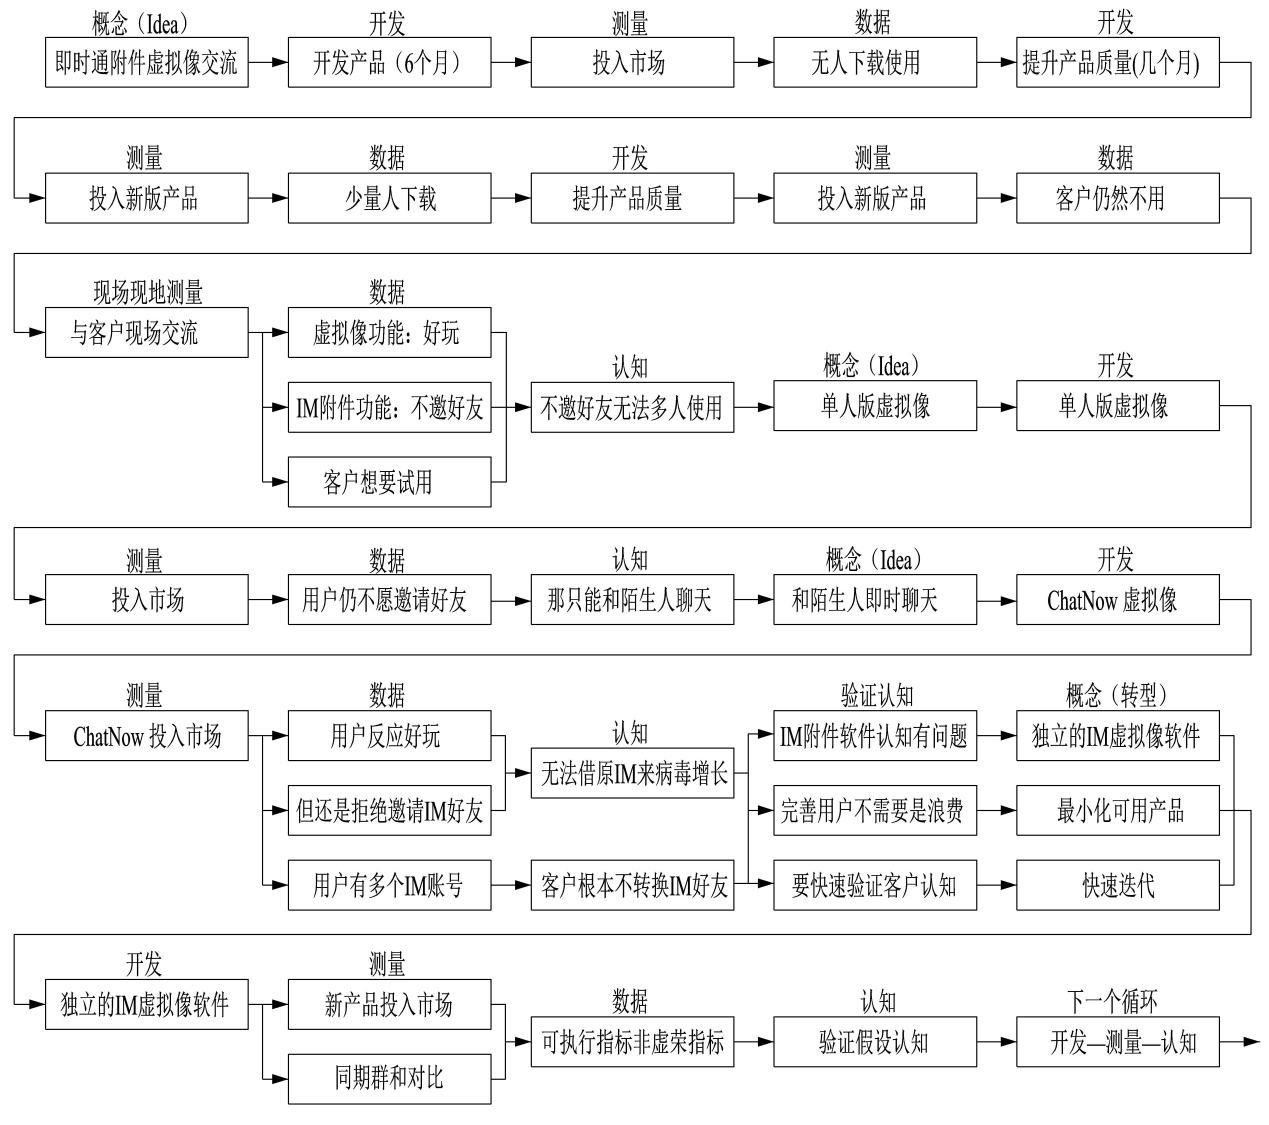 概念（Idea）
开发
测量
数据
开发
即时通附件虚拟像交流
开发产品（6个月）
投入市场
无人下载使用
提升产品质量(几个月)
测量
数据
开发
测量
数据
投入新版产品
少量人下载
提升产品质量
投入新版产品
客户仍然不用
现场现地测量
数据
与客户现场交流
虚拟像功能：好玩
IM附件功能：不邀好友
客户想要试用
认知
不邀好友无法多人使用
概念（Idea）
单人版虚拟像
开发
单人版虚拟像
测量
数据
认知
概念（Idea）
开发
投入市场
用户仍不愿邀请好友
那只能和陌生人聊天
和陌生人即时聊天
ChatNow 虚拟像
测量
数据
ChatNow 投入市场
用户反应好玩
但还是拒绝邀请IM好友
用户有多个IM账号
认知
无法借原IM来病毒增长
客户根本不转换IM好友
验证认知
IM附件软件认知有问题
完善用户不需要是浪费
要快速验证客户认知
概念（转型）
独立的IM虚拟像软件
最小化可用产品
快速迭代
开发
测量
独立的IM虚拟像软件
新产品投入市场
同期群和对比
数据
可执行指标非虚荣指标
认知
验证假设认知
下一个循环
开发—测量—认知